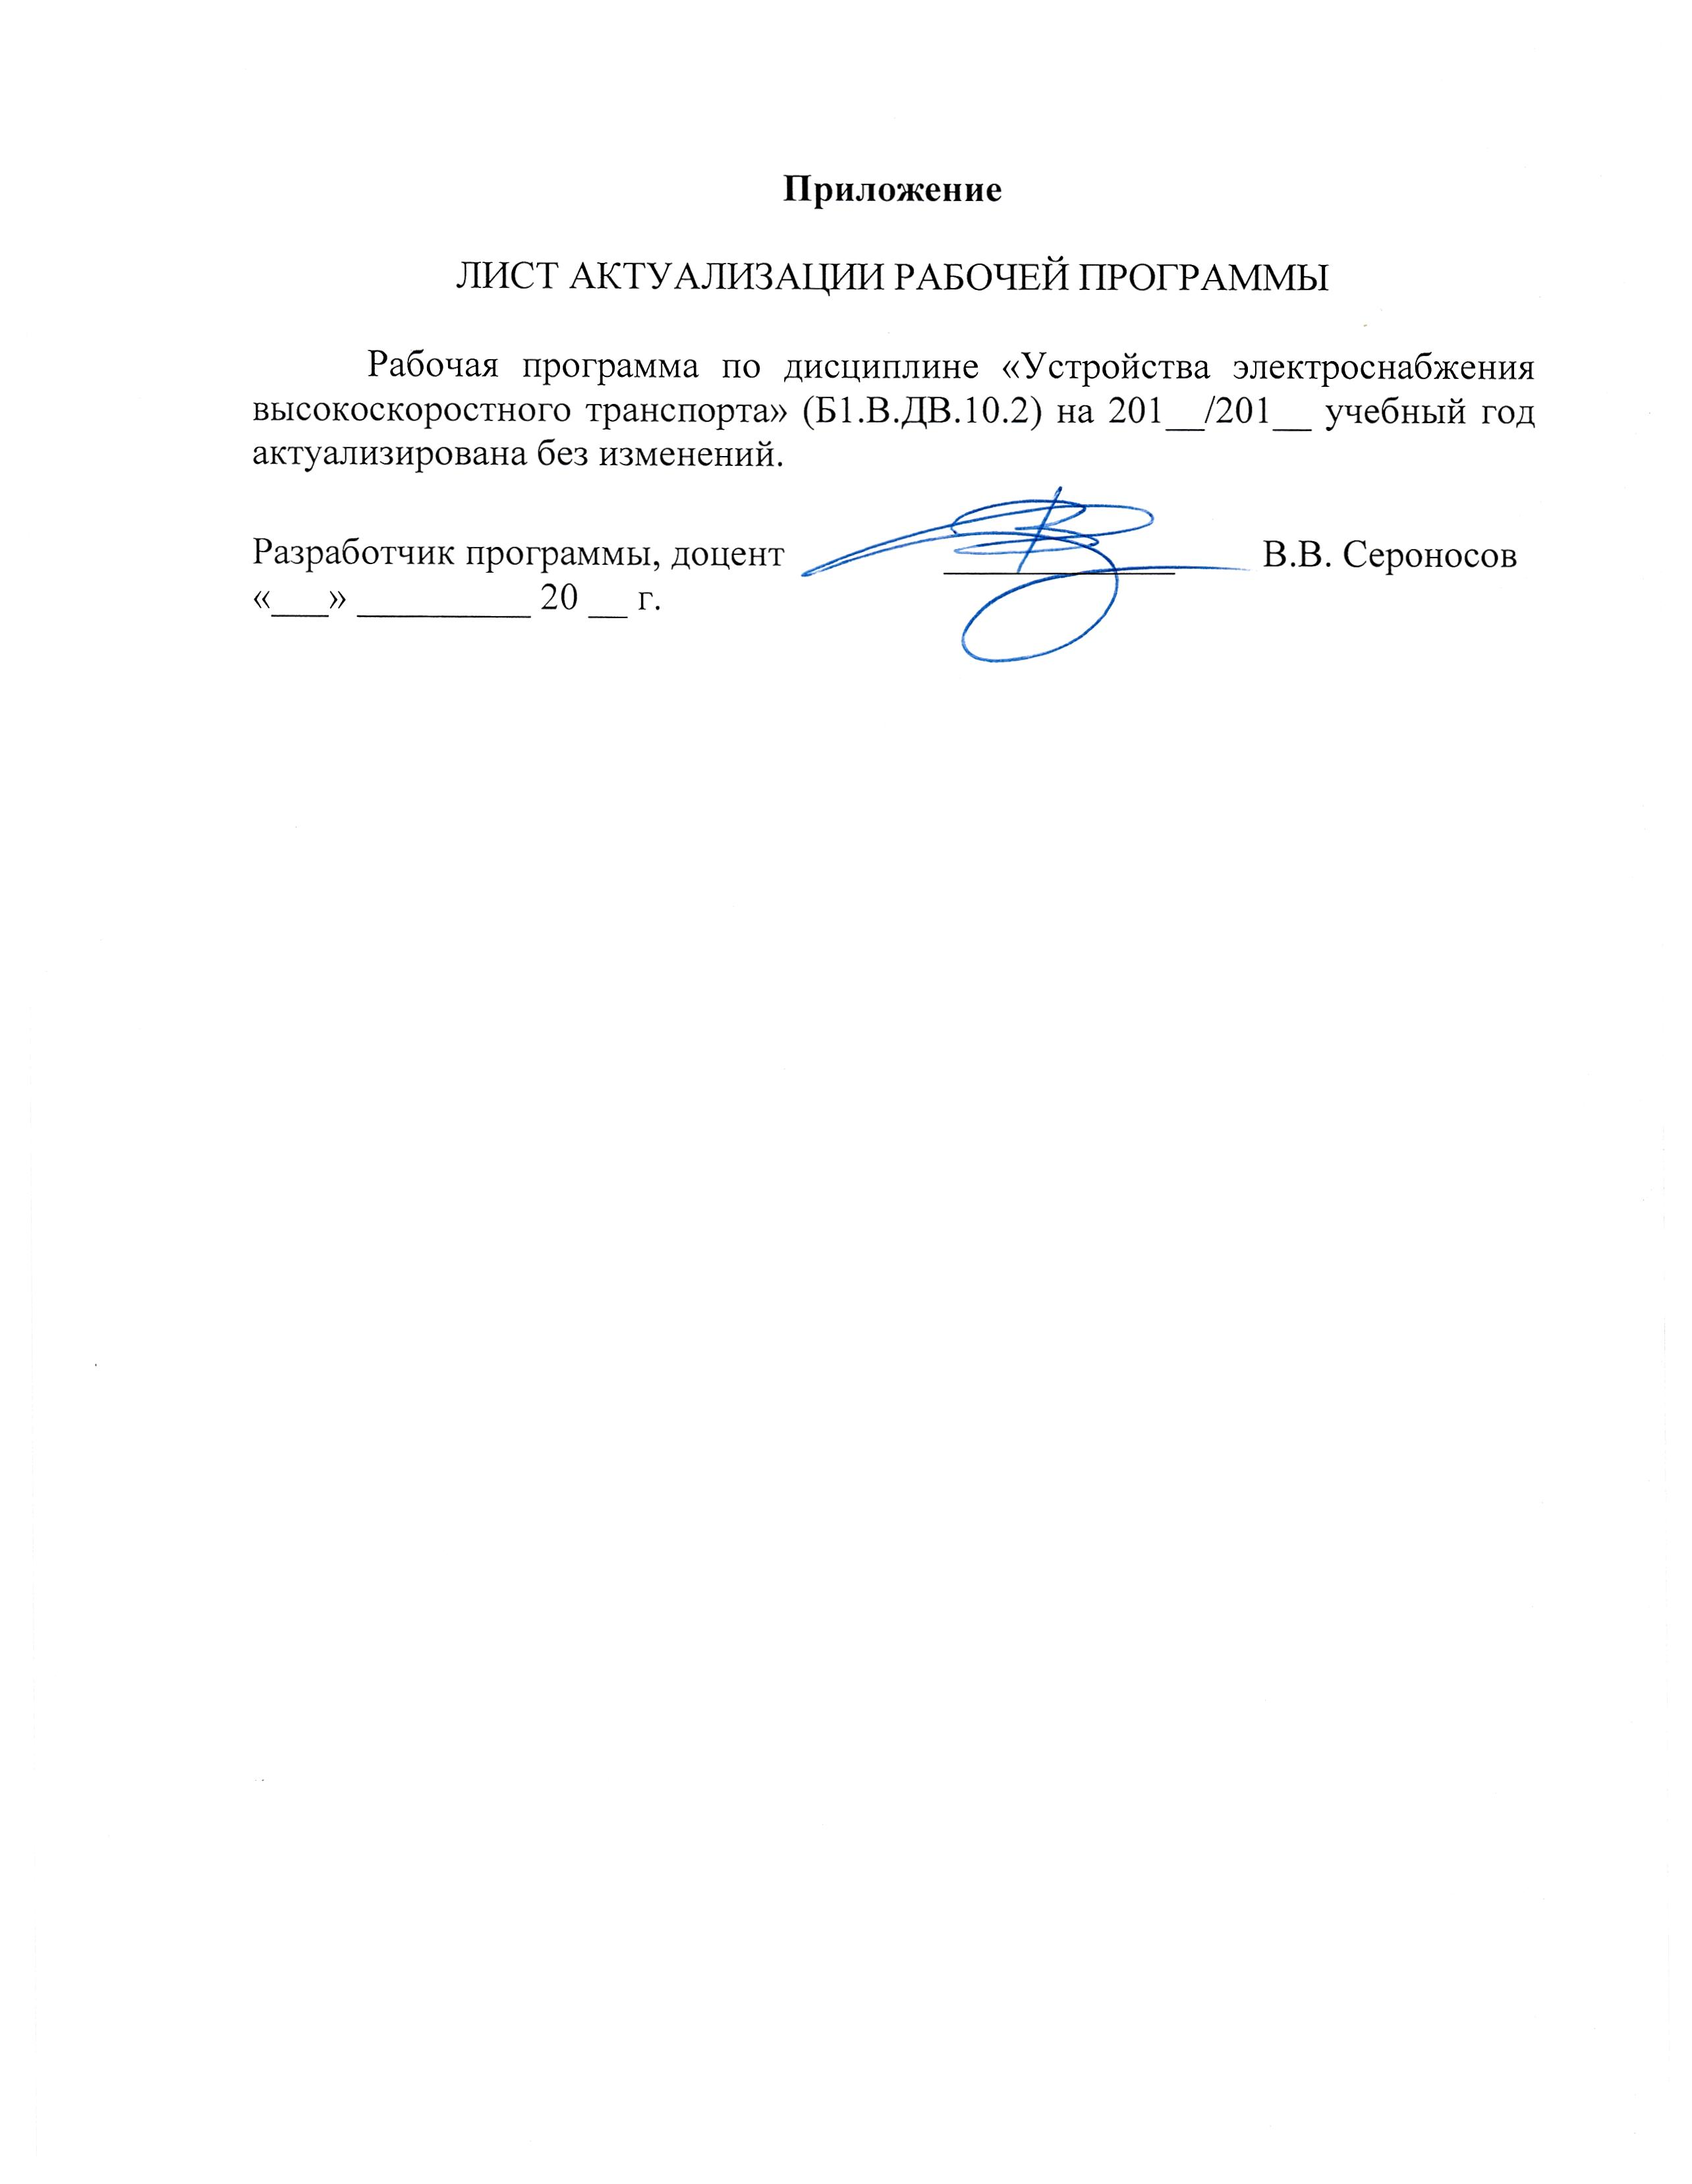 Приложение
ЛИСТ АКТУАЛИЗАЦИИ РАБОЧЕЙ ПРОГРАММЫ
Рабочая программа по дисциплине «Устройства электроснабжения
высокоскоростного транспорта» (Б1.В.ДВ.10.2) на 201__/201__ учебный год
актуализирована без изменений.
Разработчик программы, доцент ____________ В.В. Сероносов
«___» _________ 20 __ г.